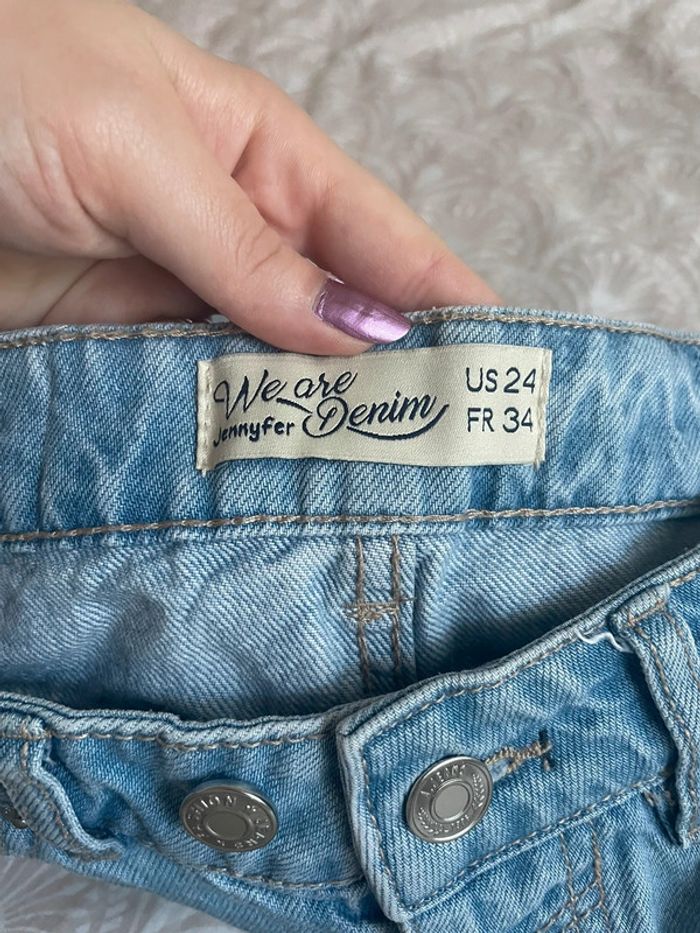 We are
Jennyfer Denim
US 24
FR 34